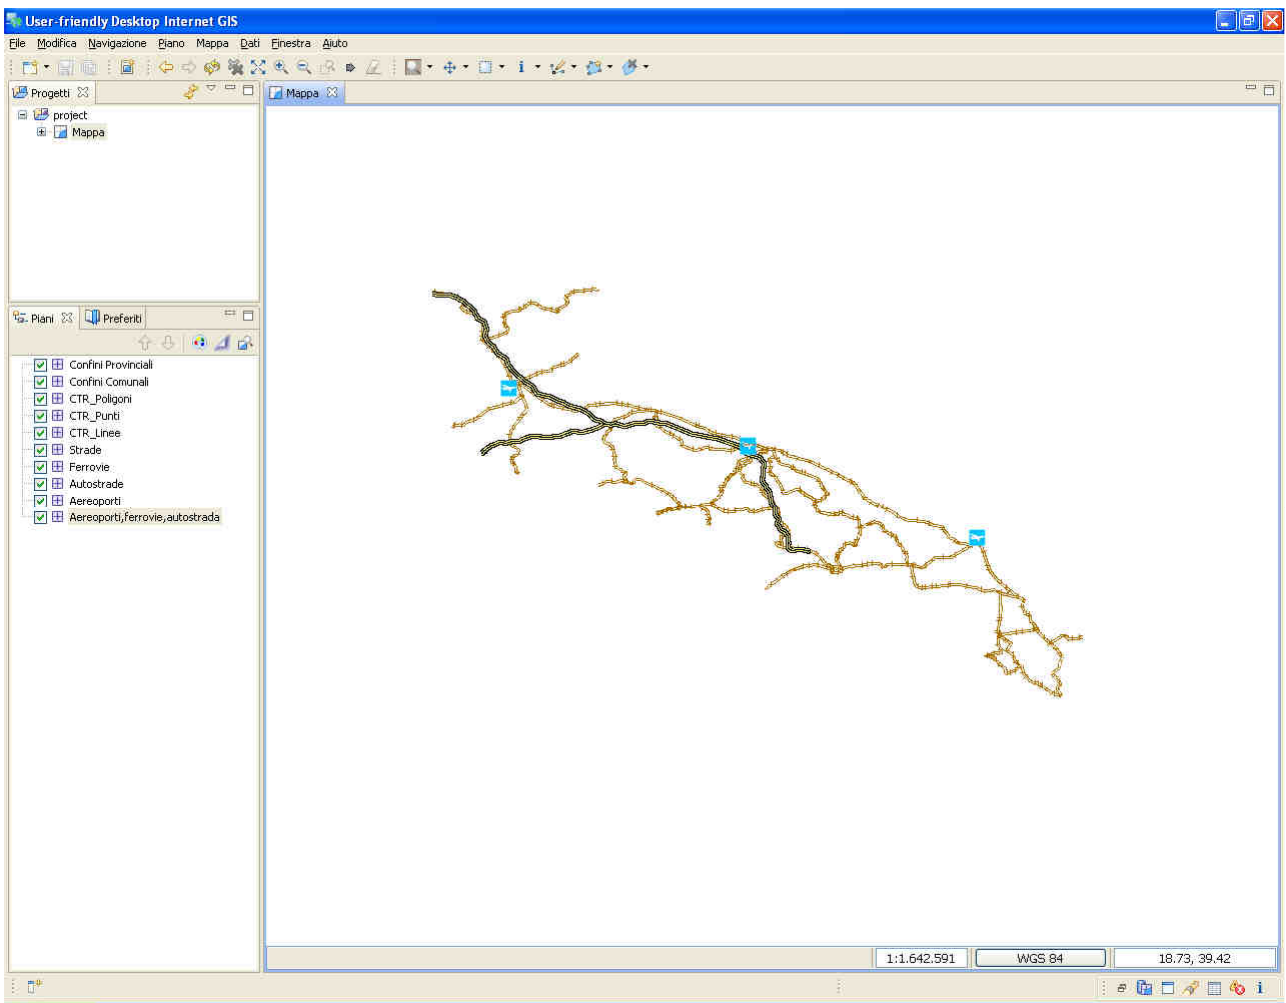 User-friendly Desktop Internet GIS
File Modifica Navigazione Piano Mappa Dati Finestra Aiuto
Progetti
project
Mappa
Mappa
Piani Preferiti
Confini Provinciali
Confini Comunali
CTR_Poligoni
CTR_Punti
CTR_Linee
Strade
Ferrovie
Autostrade
Aereoporti
Aereoporti,ferrovie,autostrada
1:1.642.591 WGS 84 18.73, 39.42